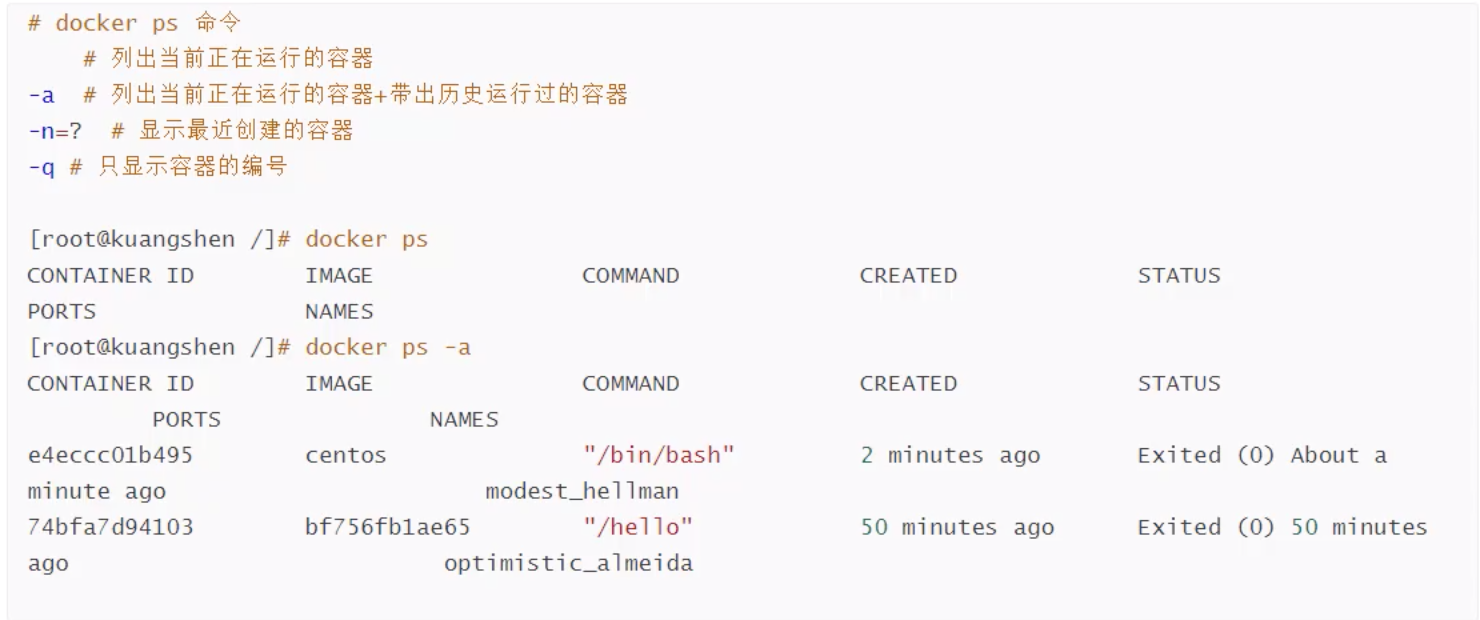 # docker ps 命令
# 列出当前正在运行的容器
-a # 列出当前正在运行的容器+带出历史运行过的容器
-n=? # 显示最近创建的容器
-q # 只显示容器的编号
[root@kuangshen /]# docker ps
CONTAINER ID IMAGE COMMAND CREATED STATUS
PORTS NAMES
[root@kuangshen /]# docker ps -a
CONTAINER ID IMAGE COMMAND CREATED STATUS
PORTS NAMES
e4eccc01b495 centos "/bin/bash" 2 minutes ago Exited (0) About a
minute ago modest_hellman
74bfa7d94103 bf756fb1ae65 "/hello" 50 minutes ago Exited (0) 50 minutes
ago optimistic_almeida